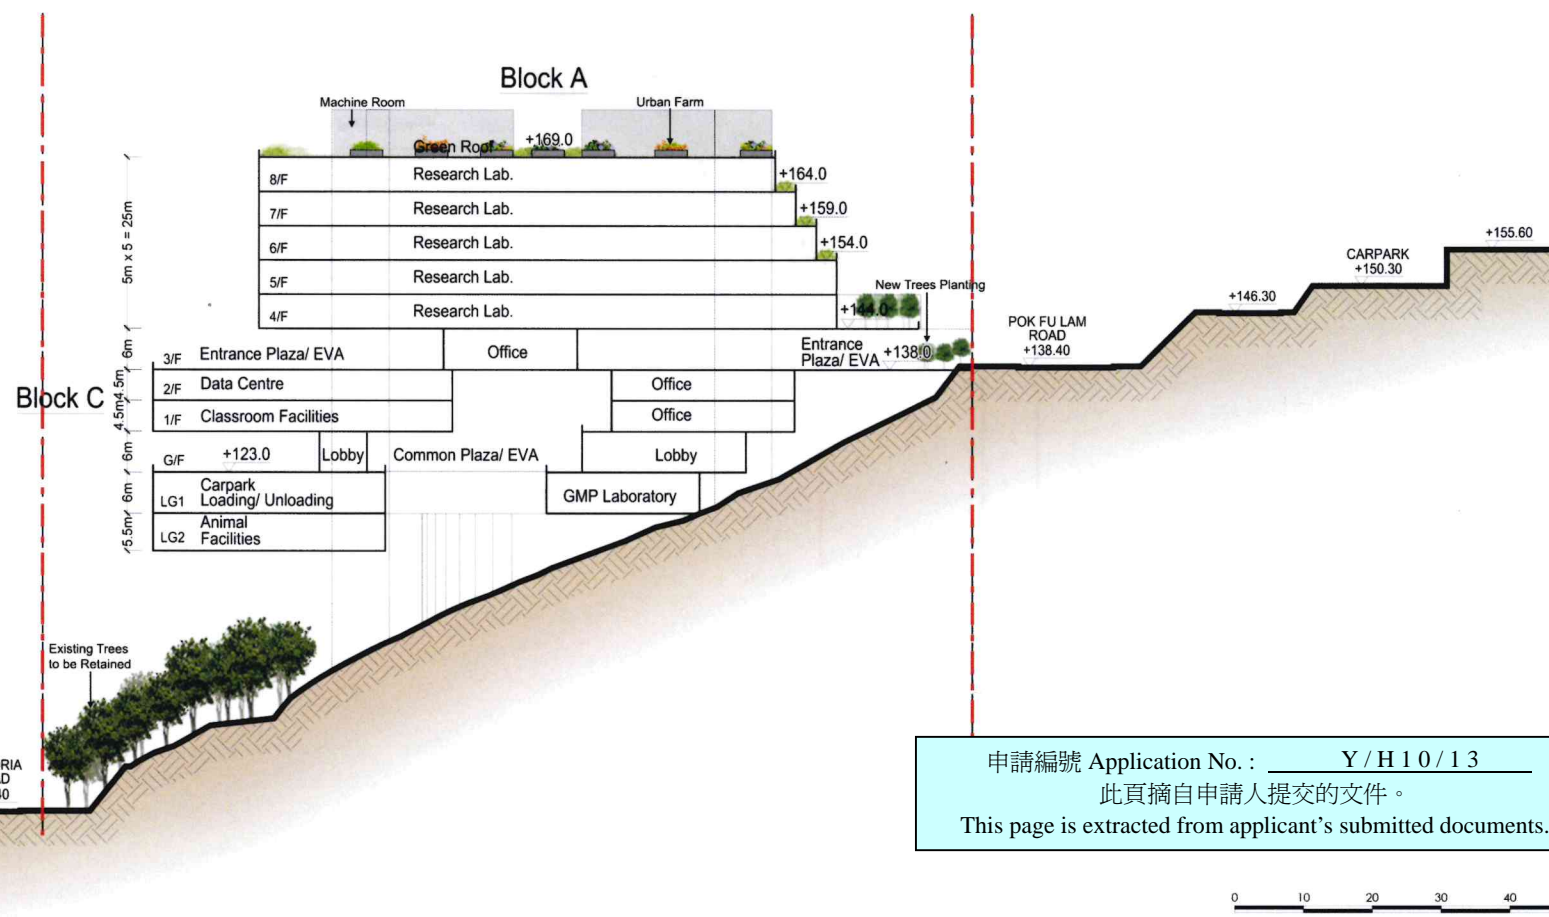 Block A
Machine Room
Urban Farm
Green Roof
+169.0
8/F
Research Lab.
+164.0
7/F
Research Lab.
+159.0
6/F
Research Lab.
+154.0
5/F
Research Lab.
4/F
Research Lab.
+144.0
5m x 5 = 25m
New Trees Planting
6m
3/F
Entrance Plaza/ EVA
Office
Entrance
Plaza/ EVA
+138.0
POK FU LAM
ROAD
+138.40
+146.30
CARPARK
+150.30
+155.60
Block C
4.5m
2/F
Data Centre
Office
4.5m
1/F
Classroom Facilities
Office
6m
G/F
+123.0
Lobby
Common Plaza/ EVA
Lobby
6m
LG1
Carpark
Loading/ Unloading
GMP Laboratory
5.5m
LG2
Animal
Facilities
Existing Trees
to be Retained
RIA
D
40
申請編號 Application No. : Y / H 1 0 / 1 3
此頁摘自申請人提交的文件。
This page is extracted from applicant's submitted documents.
0 10 20 30 40